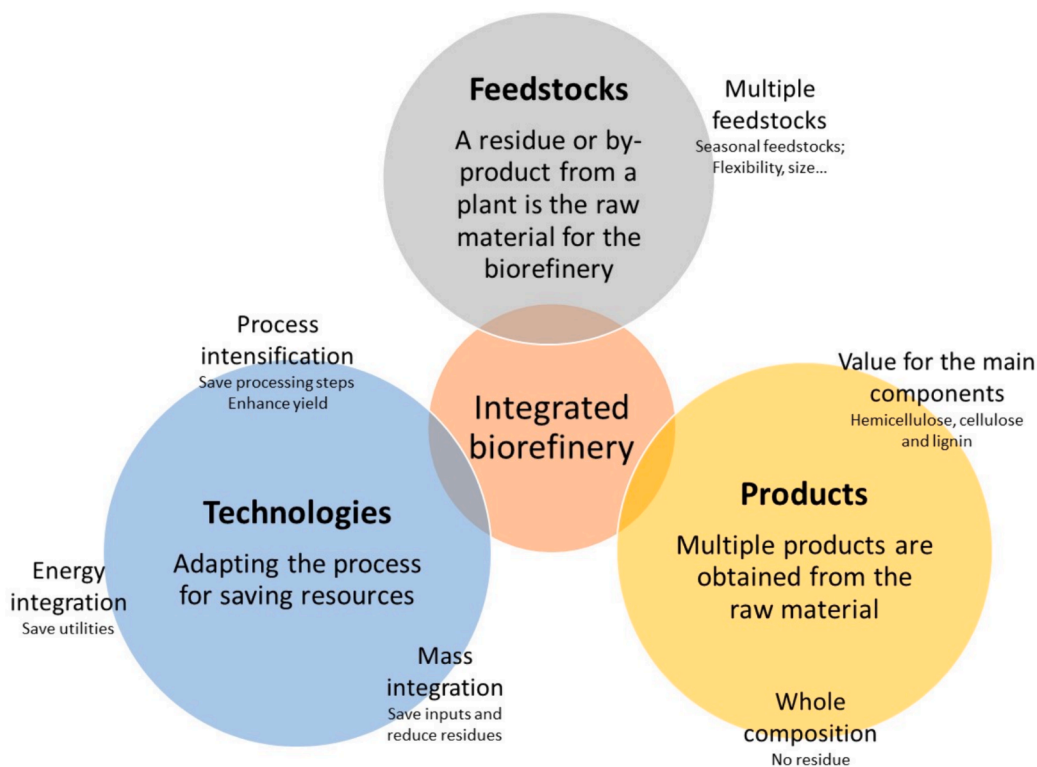 Feedstocks
A residue or by-
product from a
plant is the raw
material for the
biorefinery
Multiple
feedstocks
Seasonal feedstocks;
Flexibility, size...
Integrated
biorefinery
Process
intensification
Save processing steps
Enhance yield
Technologies
Adapting the process
for saving resources
Energy
integration
Save utilities
Mass
integration
Save inputs and
reduce residues
Value for the main
components
Hemicellulose, cellulose
and lignin
Products
Multiple products are
obtained from the
raw material
Whole
composition
No residue